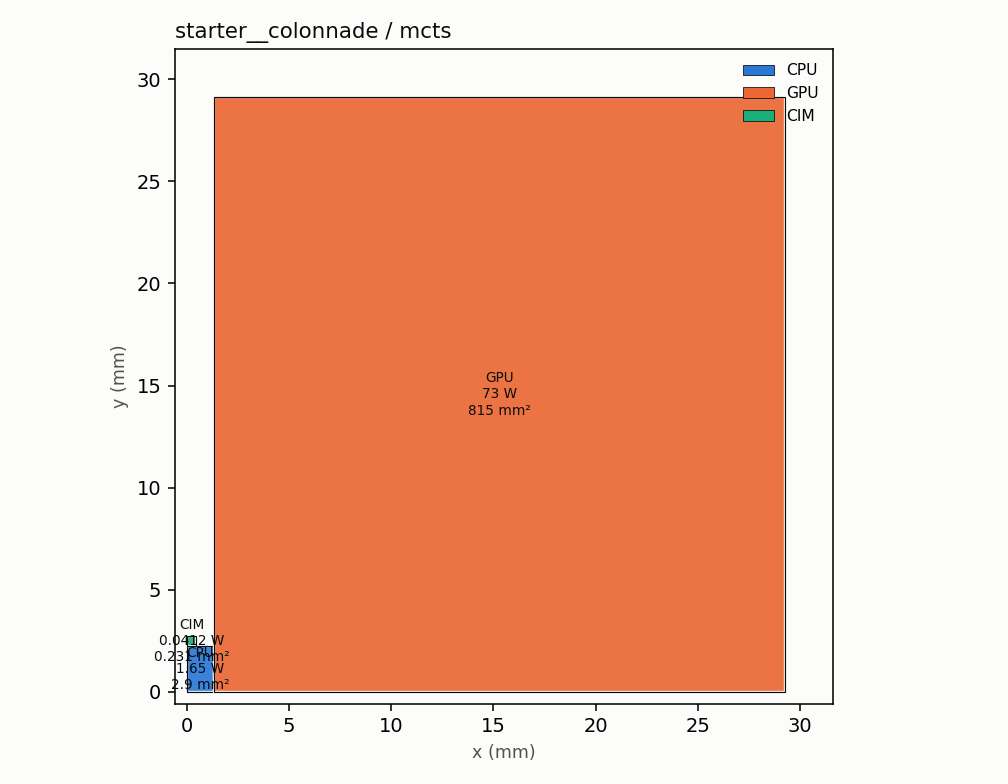 starter__colonnade / mcts
CPU
GPU
CIM
30
25
20
15
10
5
0
y (mm)
GPU
73 W
815 mm²
CIM
0.0412 W
0.231 mm²
CPU
1.65 W
2.9 mm²
0
5
10
15
20
25
30
x (mm)